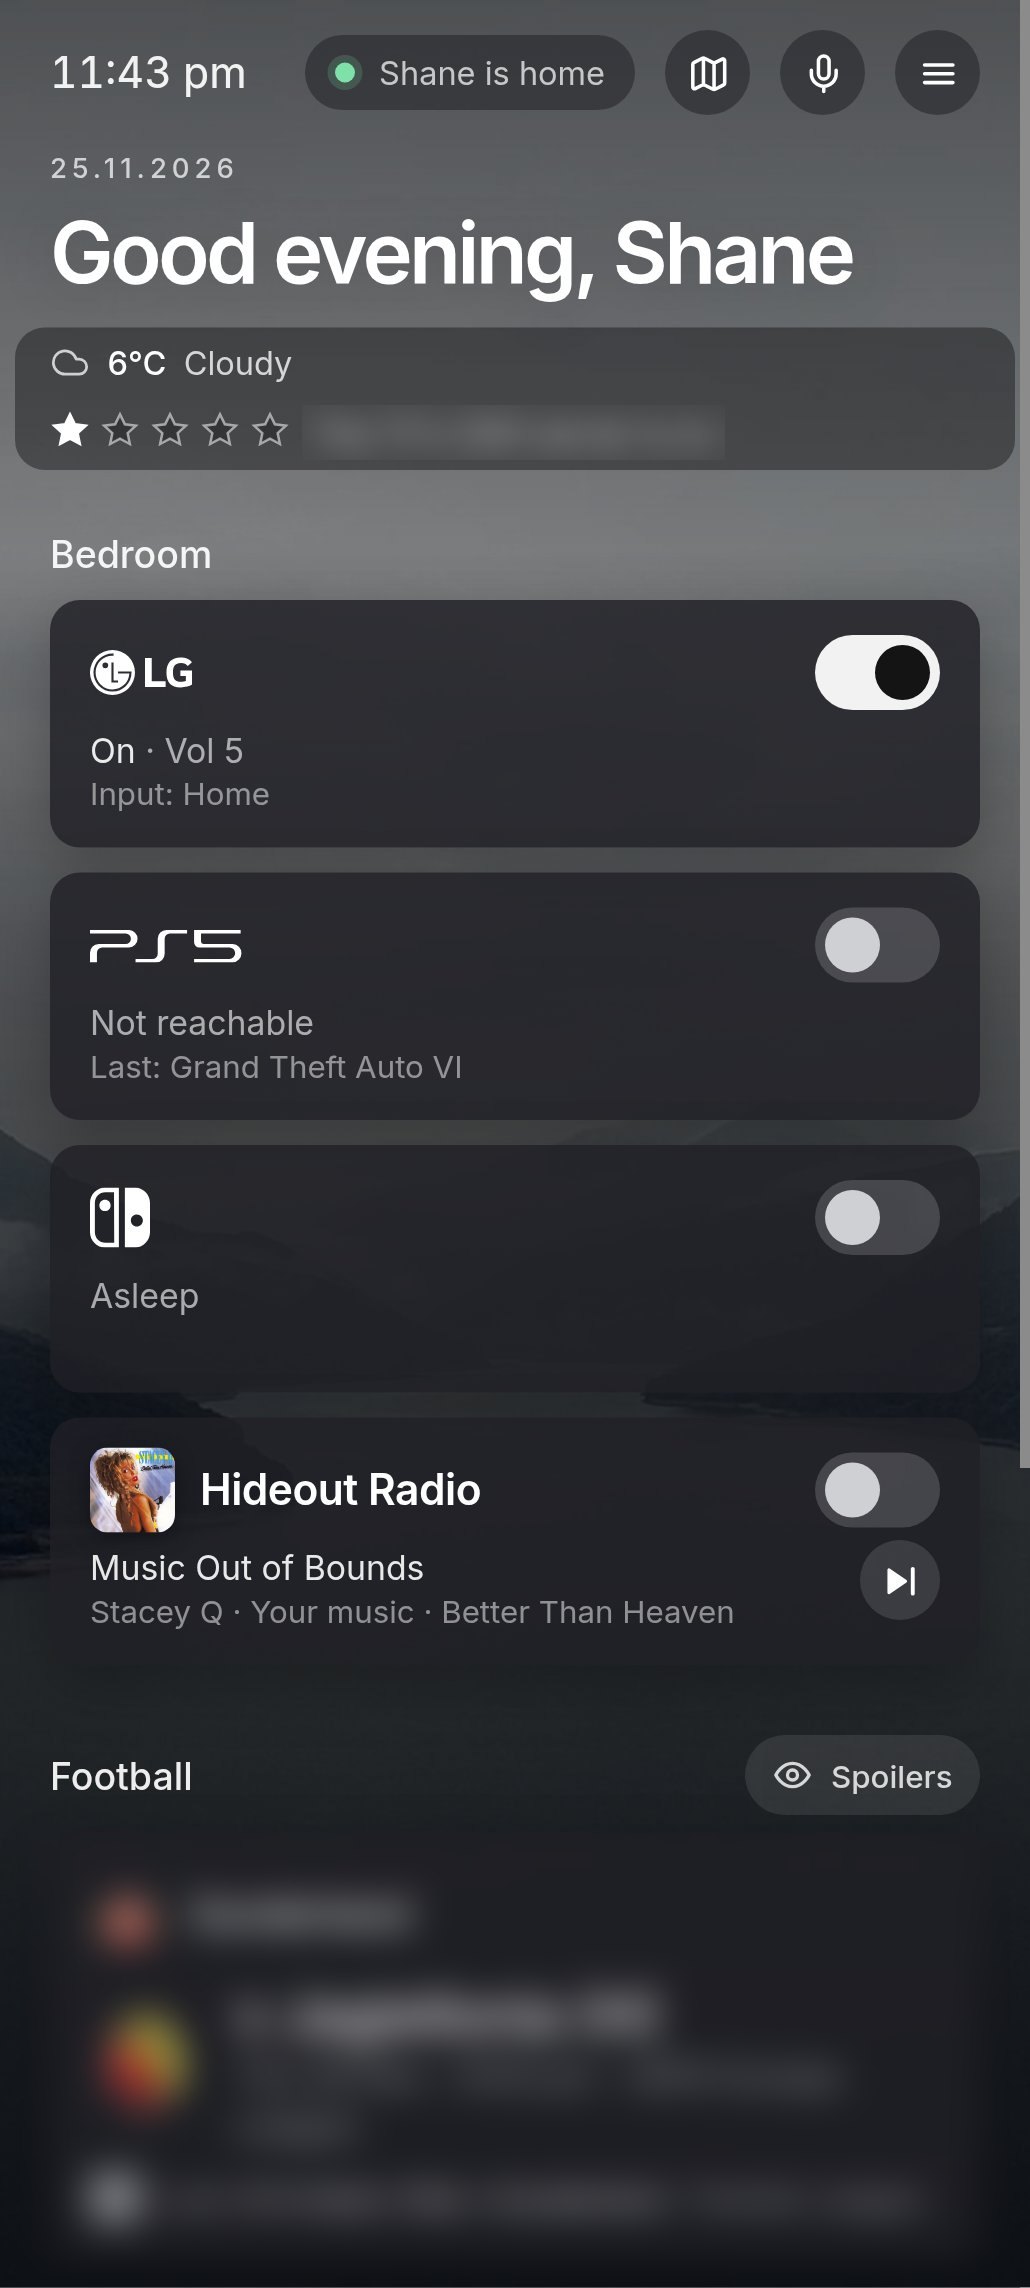 11:43 pm
Shane is home
25.11.2026
Good evening, Shane
6°C Cloudy
Bedroom
LG
On · Vol 5
Input: Home
PS5
Not reachable
Last: Grand Theft Auto VI
Asleep
Hideout Radio
Music Out of Bounds
Stacey Q · Your music · Better Than Heaven
Football
Spoilers